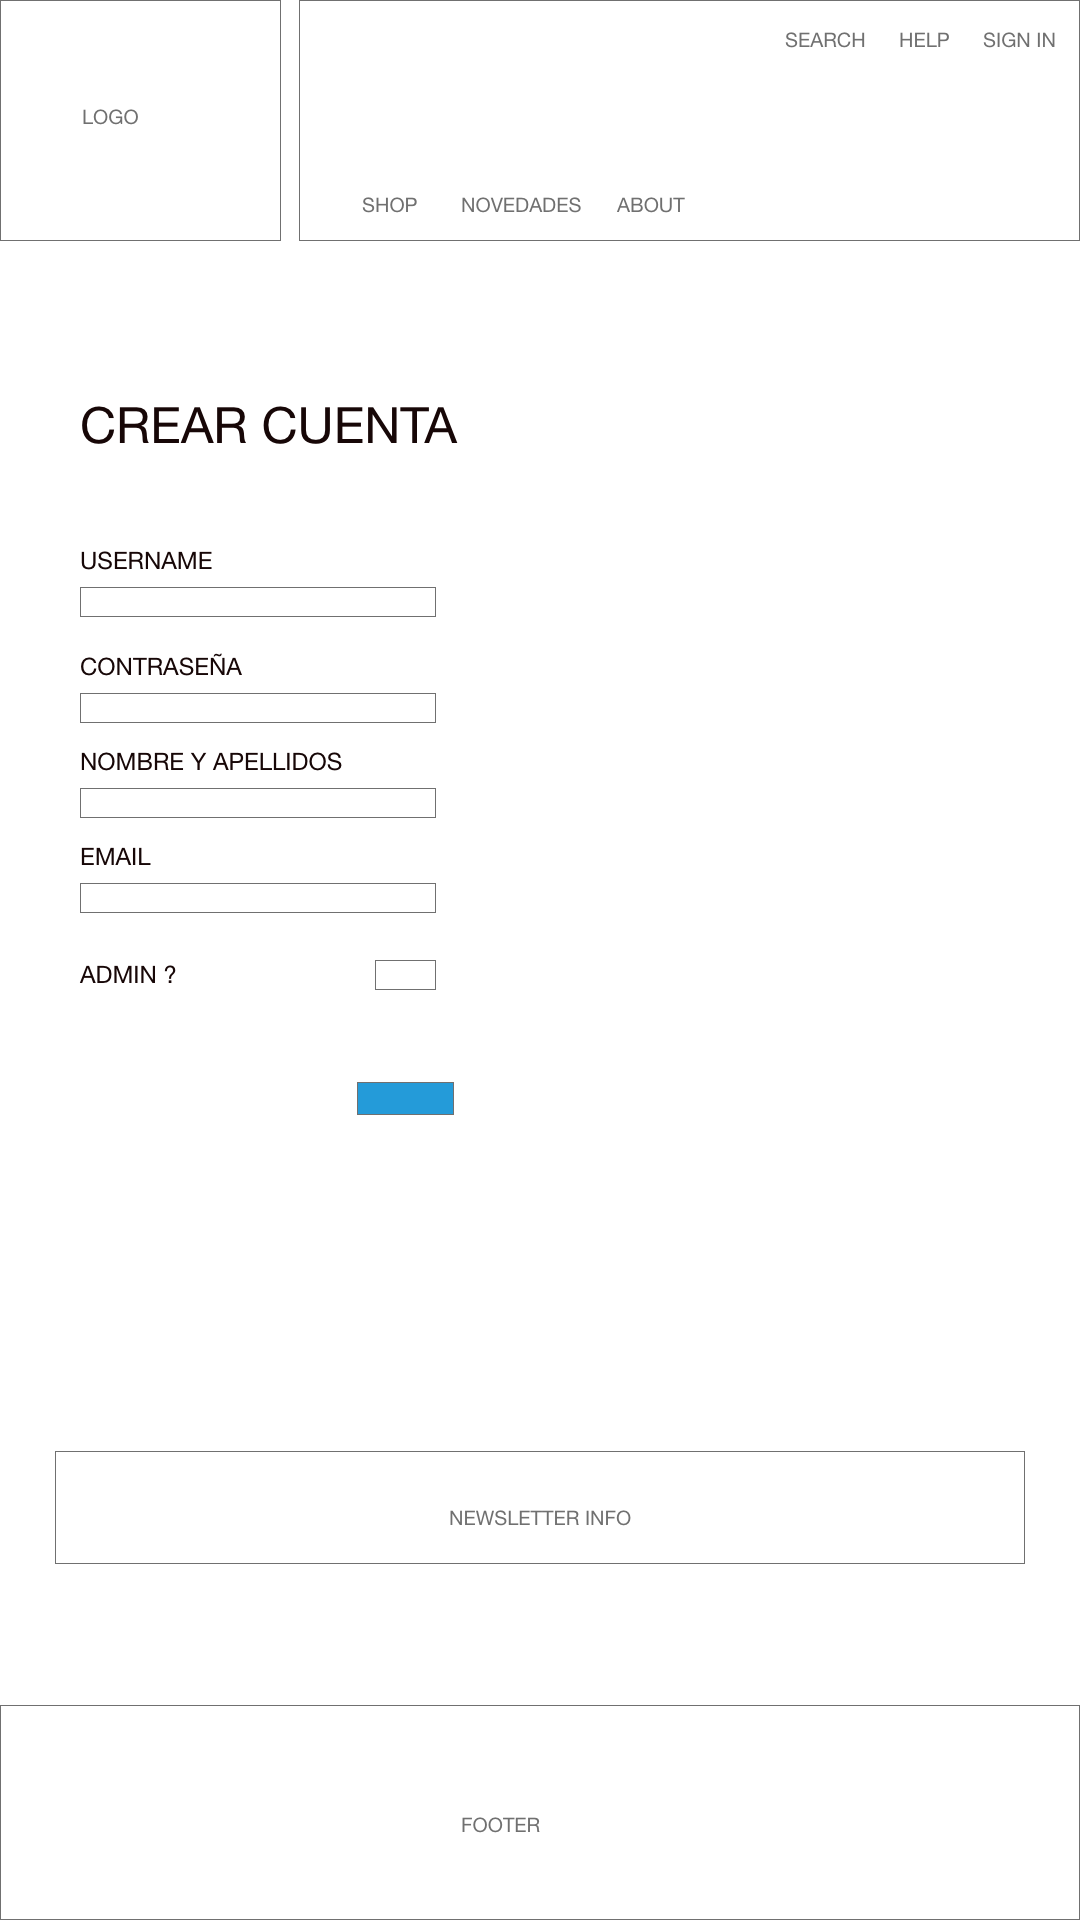 SEARCH HELP SIGN IN
LOGO
SHOP NOVEDADES ABOUT
CREAR CUENTA
USERNAME
CONTRASEÑA
NOMBRE Y APELLIDOS
EMAIL
ADMIN ?
NEWSLETTER INFO
FOOTER